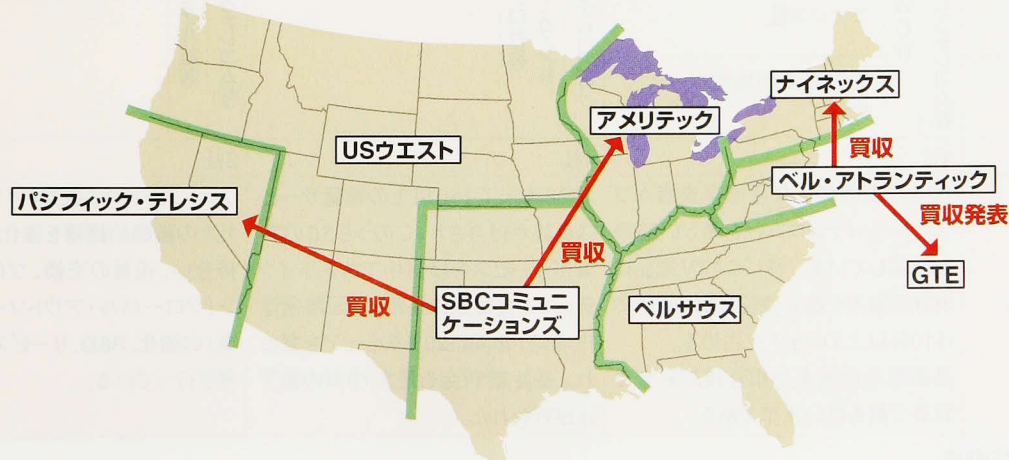 ナイネックス
アメリテック
買収
USウエスト
ベル・アトランティック
パシフィック・テレシス
買収発表
買収
GTE
買収
SBCコミュニ
ケーションズ
ベルサウス